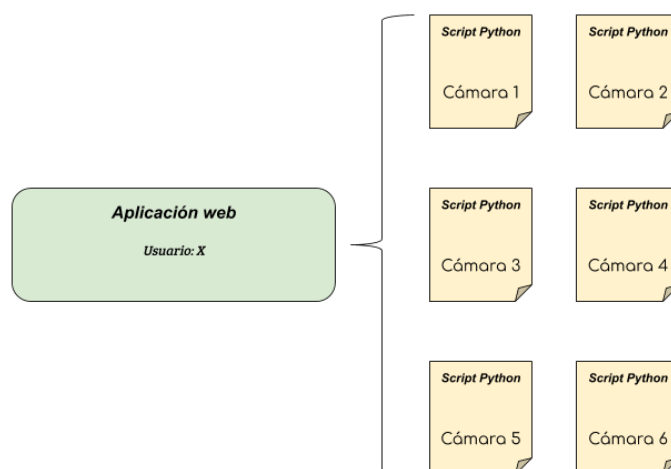 Script Python
Script Python
Cámara 1
Cámara 2
Aplicación web
Usuario: X
Script Python
Script Python
Cámara 3
Cámara 4
Script Python
Script Python
Cámara 5
Cámara 6